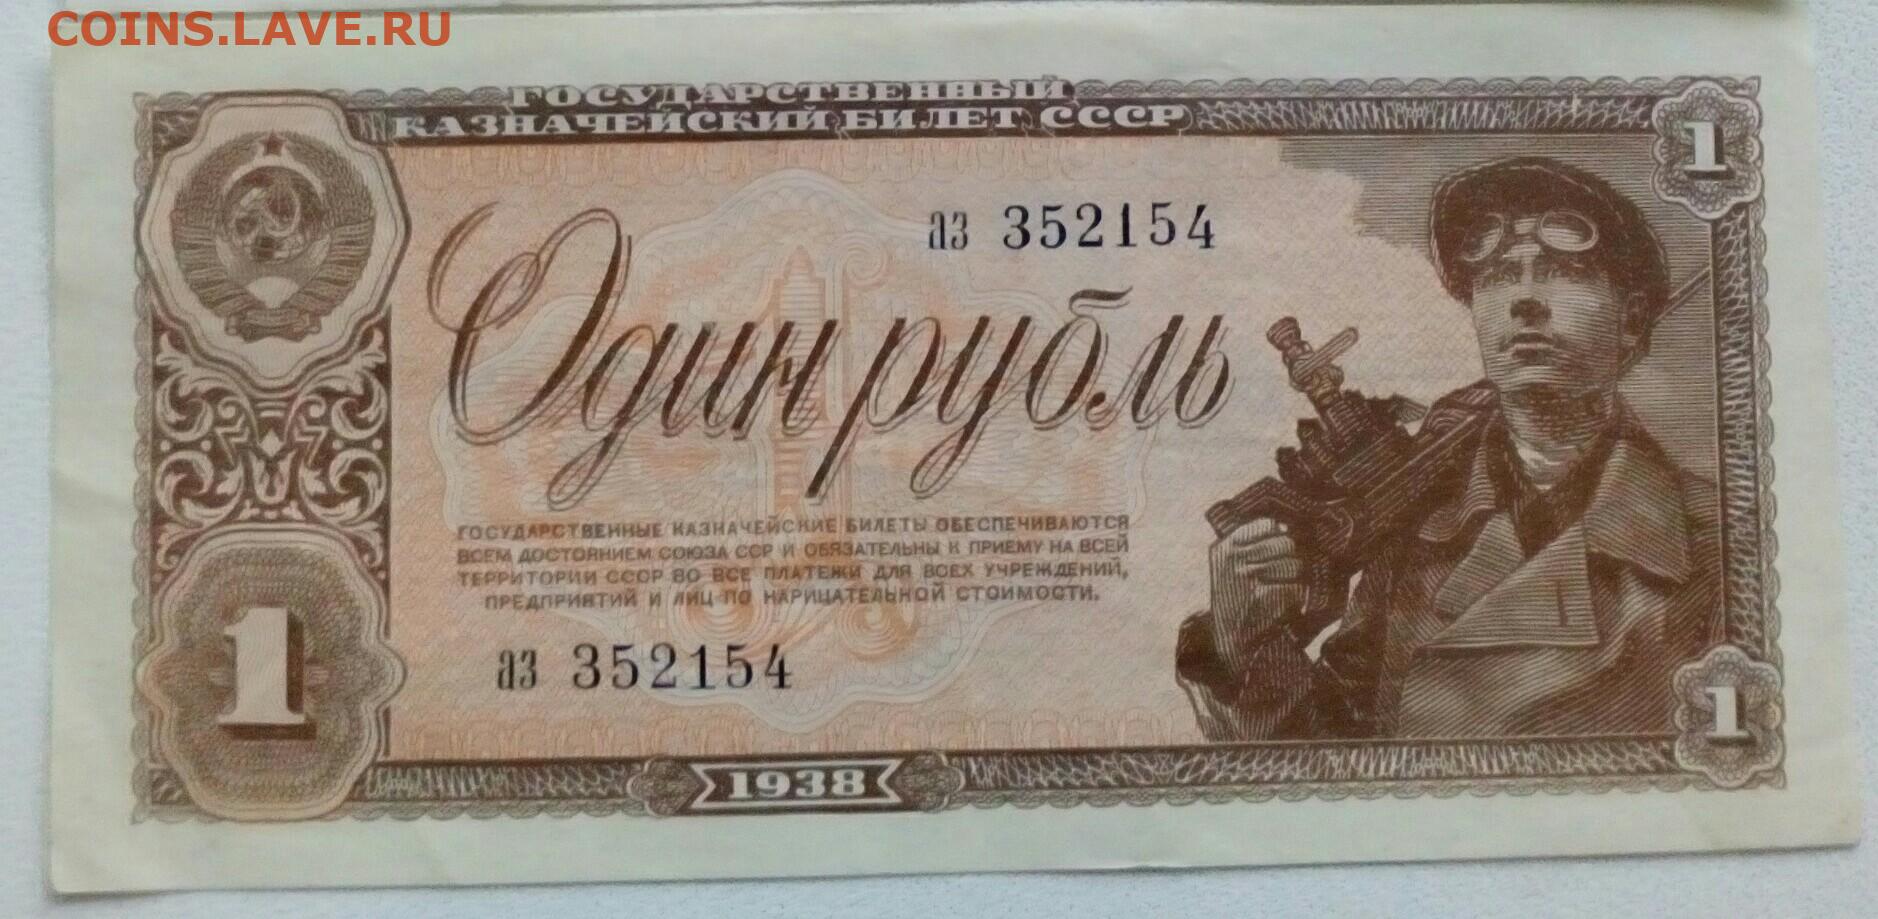 COINS.LAVE.RU
ГОСУДАРСТВЕННЫЙ
КАЗНАЧЕЙСКИЙ БИЛЕТ СССР
1
аз 352154
Один рубль
ГОСУДАРСТВЕННЫЕ КАЗНАЧЕЙСКИЕ БИЛЕТЫ ОБЕСПЕЧИВАЮТСЯ
ВСЕМ ДОСТОЯНИЕМ СОЮЗА ССР И ОБЯЗАТЕЛЬНЫ К ПРИЕМУ НА ВСЕЙ
ТЕРРИТОРИИ СССР ВО ВСЕ ПЛАТЕЖИ ДЛЯ ВСЕХ УЧРЕЖДЕНИЙ,
ПРЕДПРИЯТИЙ И ЛИЦ ПО НАРИЦАТЕЛЬНОЙ СТОИМОСТИ.
аз 352154
1
1
1938